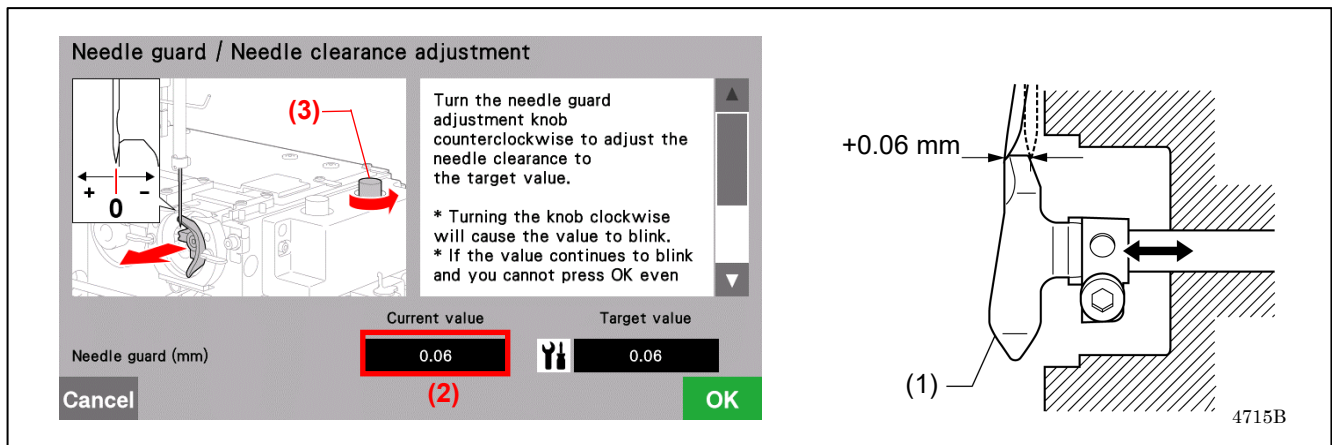 Needle guard / Needle clearance adjustment
(3)
+ 0 -
Turn the needle guard
adjustment knob
counterclockwise to adjust the
needle clearance to
the target value.
* Turning the knob clockwise
will cause the value to blink.
* If the value continues to blink
and you cannot press OK even
Current value
Target value
Needle guard (mm)
0.06
0.06
(2)
Cancel
OK
+0.06 mm
(1)
4715B